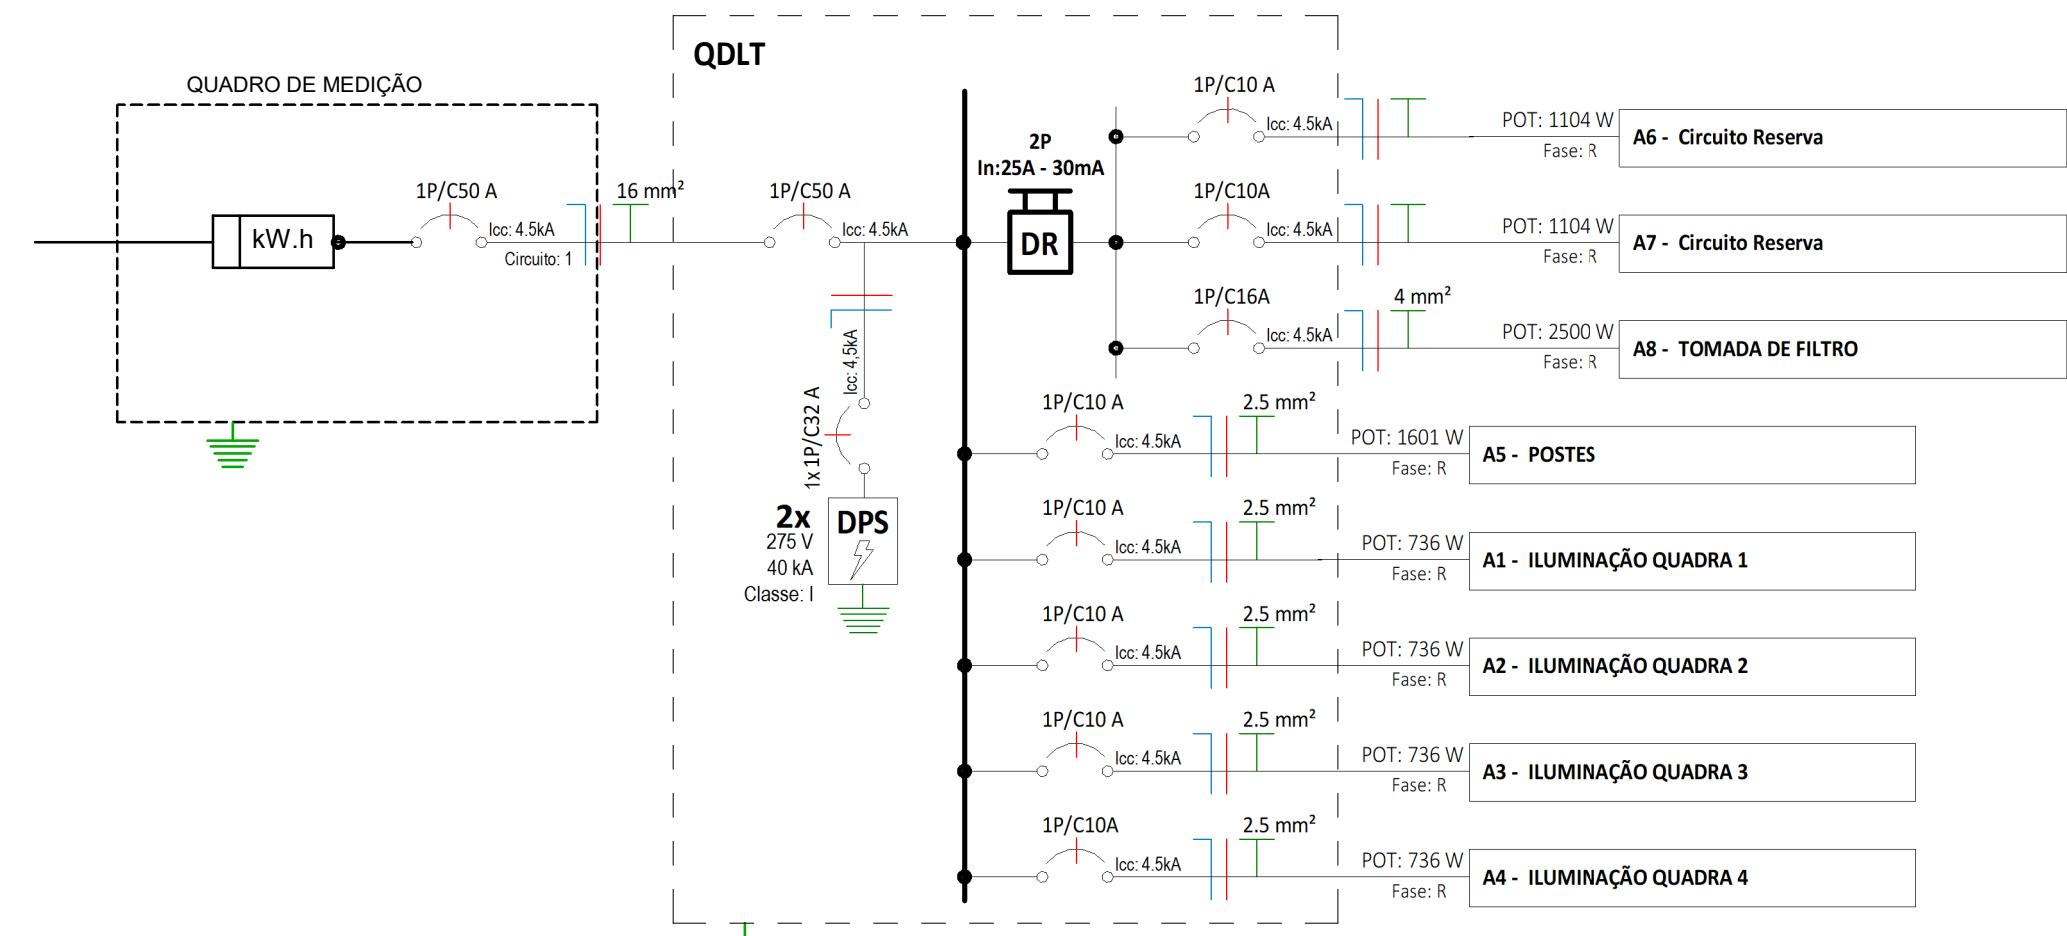 QDLT
QUADRO DE MEDIÇÃO
kW.h
1P/C50 A
Icc: 4.5kA
Circuito: 1
16 mm²
1P/C50 A
Icc: 4.5kA
Icc: 4,5kA
1x 1P/C32 A
2x
275 V
40 kA
Classe: I
DPS
2P
In:25A - 30mA
DR
1P/C10 A
Icc: 4.5kA
POT: 1104 W
Fase: R
A6 - Circuito Reserva
1P/C10A
Icc: 4.5kA
POT: 1104 W
Fase: R
A7 - Circuito Reserva
1P/C16A
Icc: 4.5kA
4 mm²
POT: 2500 W
Fase: R
A8 - TOMADA DE FILTRO
1P/C10 A
Icc: 4.5kA
2.5 mm²
POT: 1601 W
Fase: R
A5 - POSTES
1P/C10 A
Icc: 4.5kA
2.5 mm²
POT: 736 W
Fase: R
A1 - ILUMINAÇÃO QUADRA 1
1P/C10 A
Icc: 4.5kA
2.5 mm²
POT: 736 W
Fase: R
A2 - ILUMINAÇÃO QUADRA 2
1P/C10 A
Icc: 4.5kA
2.5 mm²
POT: 736 W
Fase: R
A3 - ILUMINAÇÃO QUADRA 3
1P/C10A
Icc: 4.5kA
2.5 mm²
POT: 736 W
Fase: R
A4 - ILUMINAÇÃO QUADRA 4